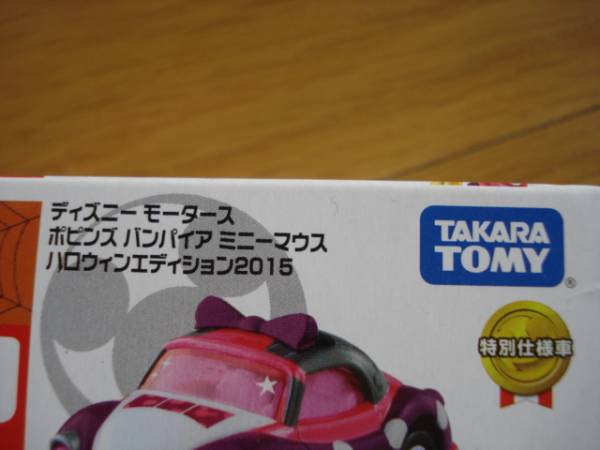 ディズニー モータース
ポピンズ バンパイア ミニーマウス
ハロウィンエディション2015
TAKARA
TOMY
®
特別仕様車